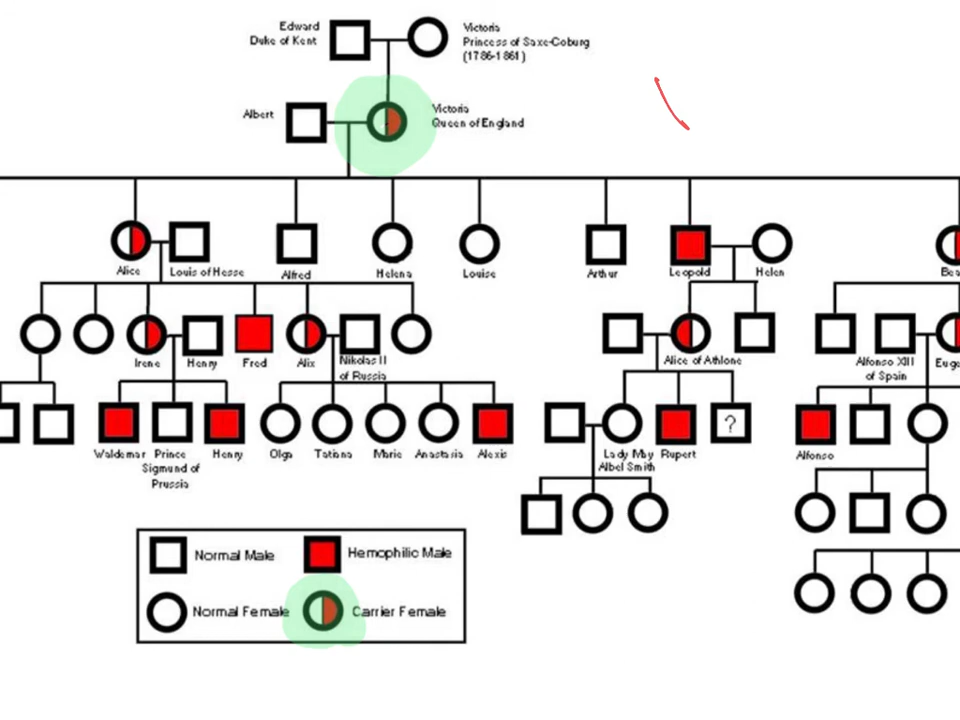 Edward
Duke of Kent
Victoria
Princess of Saxe-Coburg
(1786-1861)
Albert
Victoria
Queen of England
Alice
Louis of Hesse
Alfred
Helena
Louise
Arthur
Leopold
Helen
Bea
Irene
Henry
Fred
Alix
Nikolas II
of Russia
Alice of Athlone
Alfonso XIII
of Spain
Euge
?
Waldemar
Prince
Sigmund of
Prussia
Henry
Olga
Tatiana
Marie
Anastasia
Alexis
Lady May
Abel Smith
Rupert
Alfonso
Normal Male
Hemophilic Male
Normal Female
Carrier Female